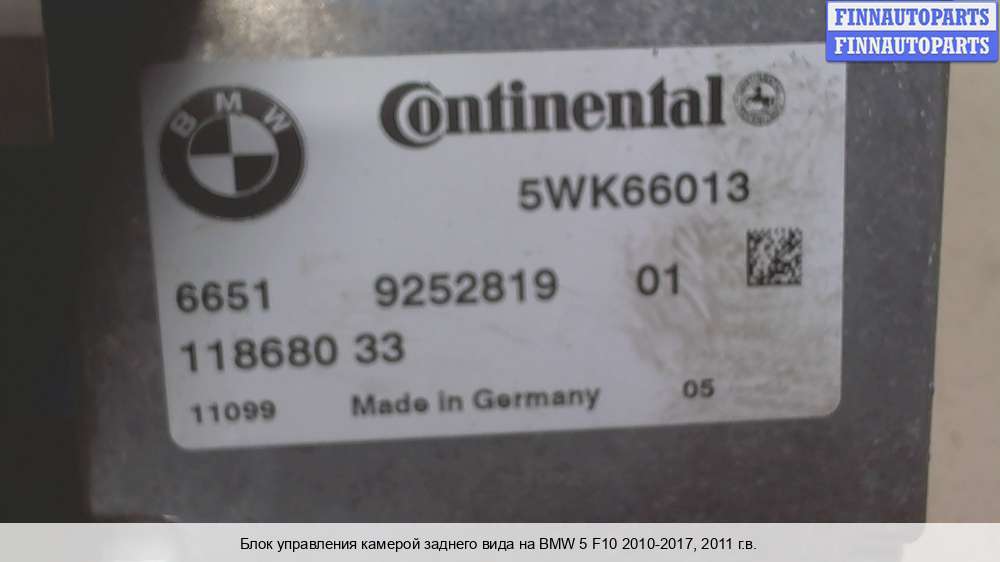 FINNAUTOPARTS
FINNAUTOPARTS
BMW
Continental
5WK66013
6651 9252819 01
118680 33
11099 Made in Germany 05
Блок управления камерой заднего вида на BMW 5 F10 2010-2017, 2011 г.в.